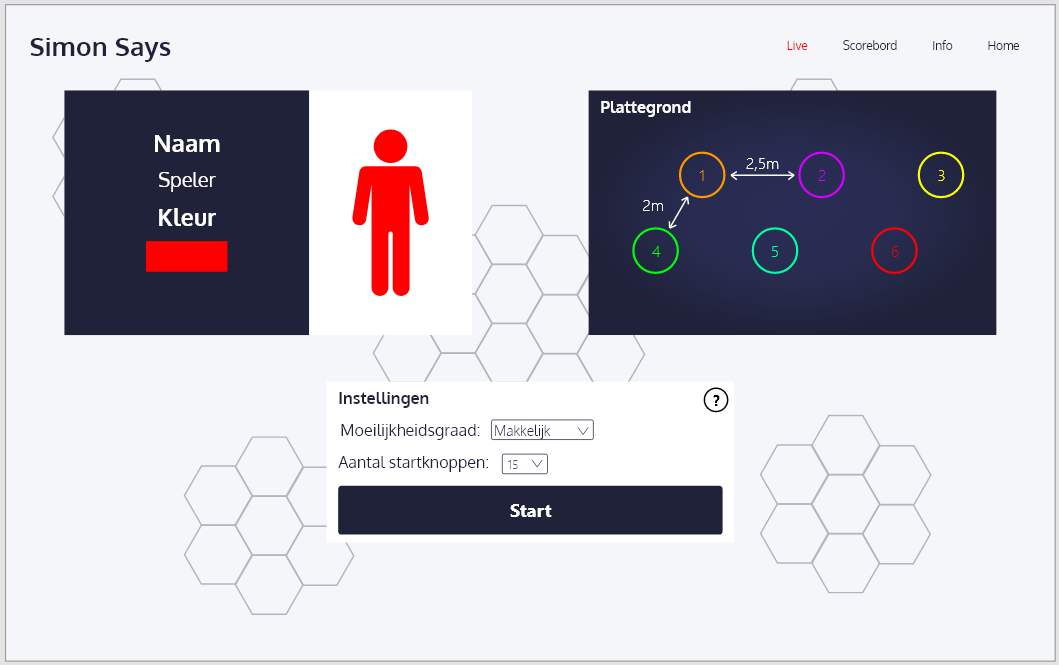 Simon Says
Live Scorebord Info Home
Naam
Speler
Kleur
Plattegrond
1 2,5m 2 3
2m
4 5 6
Instellingen ?
Moeilijkheidsgraad: Makkelijk
Aantal startknoppen: 15
Start